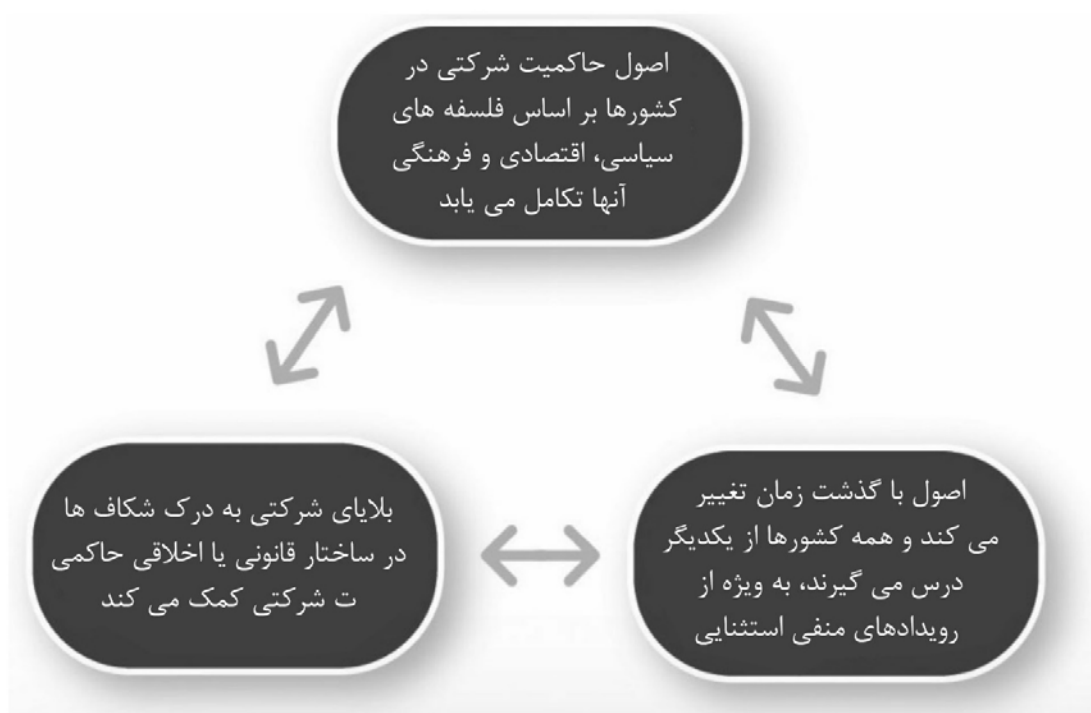 اصول حاکمیت شرکتی در
کشورها بر اساس فلسفه های
سیاسی، اقتصادی و فرهنگی
آنها تکامل می یابد
اصول با گذشت زمان تغییر
می کند و همه کشورها از یکدیگر
درس می گیرند، به ویژه از
رویدادهای منفی استثنایی
بلایای شرکتی به درک شکاف ها
در ساختار قانونی یا اخلاقی حاکمی
ت شرکتی کمک می کند